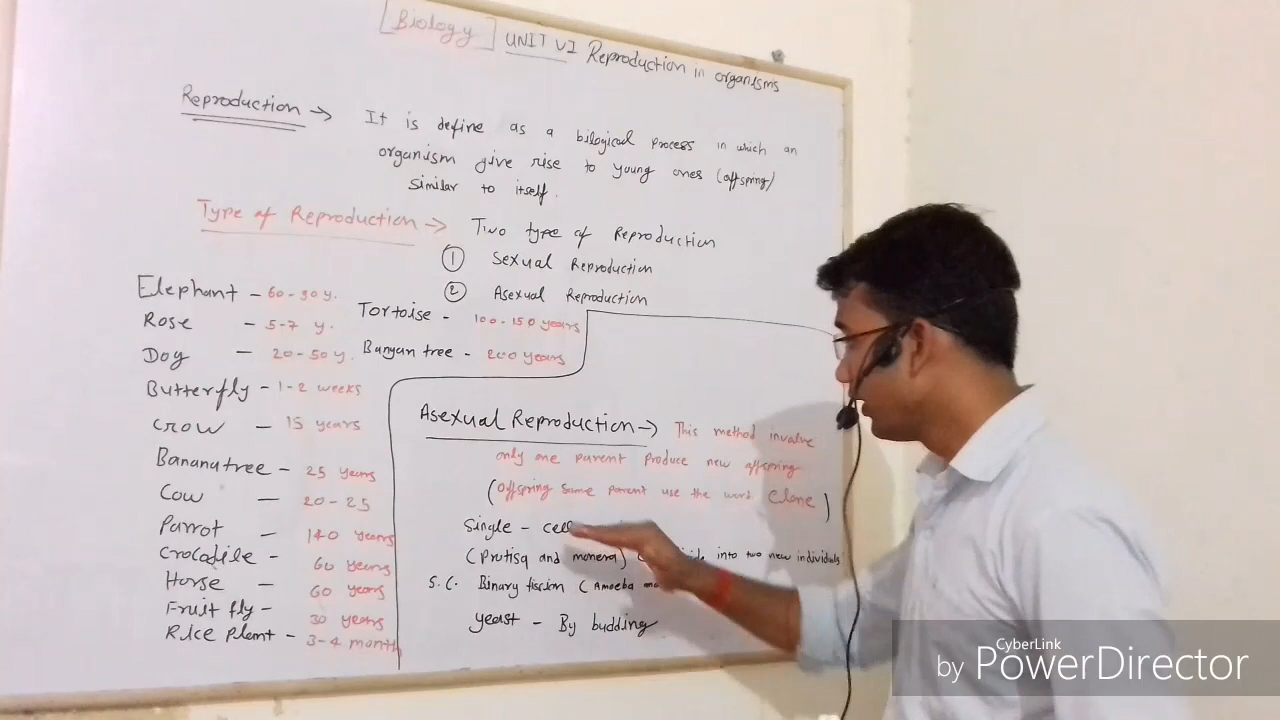 [Biology] UNIT VI Reproduction in organisms
Reproduction → It is define as a bilogical process in which an
organism give rise to young ones (offspring)
similar to itself.
Type of Reproduction → Two type of Reproduction
① Sexual Reproduction
② Asexual Reproduction
Elephant - 60-90 y.
Rose - 5-7 y.
Dog - 20-50 y.
Butterfly - 1-2 weeks
Crow - 15 years
Banana tree - 25 years
Cow - 20-25
Parrot - 140 years
Crocodile - 60 years
Horse - 60 years
Fruit fly - 30 years
Rice Plant - 3-4 month
Tortoise - 100-150 years
Banyan tree - 200 years
Asexual Reproduction → This method involve
only one parent produce new offspring
(offspring same parent use the word Clone)
Single - cell
(Protisa and monera) into two new individuals
S.C. Binary fission (Amoeba
yeast - By budding
CyberLink
by PowerDirector